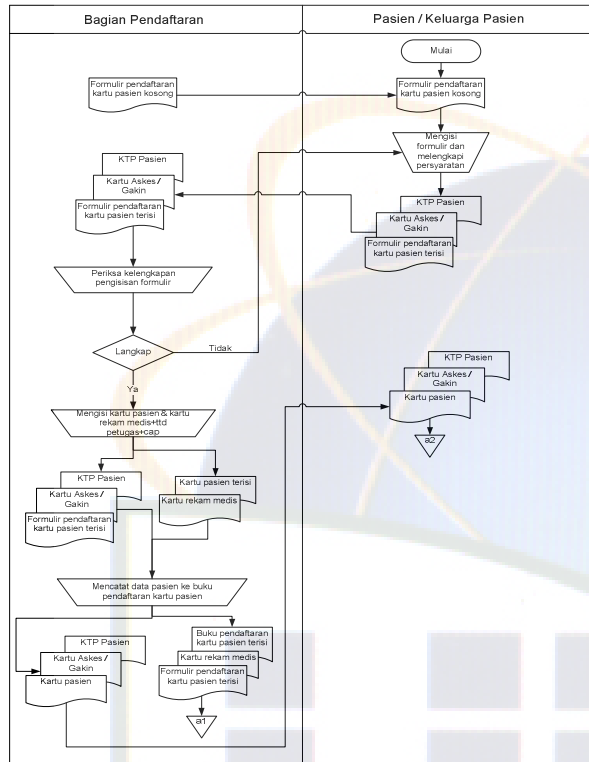 Bagian Pendaftaran
Pasien / Keluarga Pasien
Mulai
Formulir pendaftaran
kartu pasien kosong
Formulir pendaftaran
kartu pasien kosong
Mengisi
formulir dan
melengkapi
persyaratan
KTP Pasien
Kartu Askes/
Gakin
Formulir pendaftaran
kartu pasien terisi
KTP Pasien
Kartu Askes/
Gakin
Formulir pendaftaran
kartu pasien terisi
Periksa kelengkapan
pengisisan formulir
Langkap
Tidak
Ya
Mengisi kartu pasien & kartu
rekam medis+ttd
petugas+cap
KTP Pasien
Kartu Askes/
Gakin
Kartu pasien
a2
KTP Pasien
Kartu Askes/
Gakin
Formulir pendaftaran
kartu pasien terisi
Kartu pasien terisi
Kartu rekam medis
Mencatat data pasien ke buku
pendaftaran kartu pasien
KTP Pasien
Kartu Askes/
Gakin
Kartu pasien
Buku pendaftaran
kartu pasien terisi
Kartu rekam medis
Formulir pendaftaran
kartu pasien terisi
a1